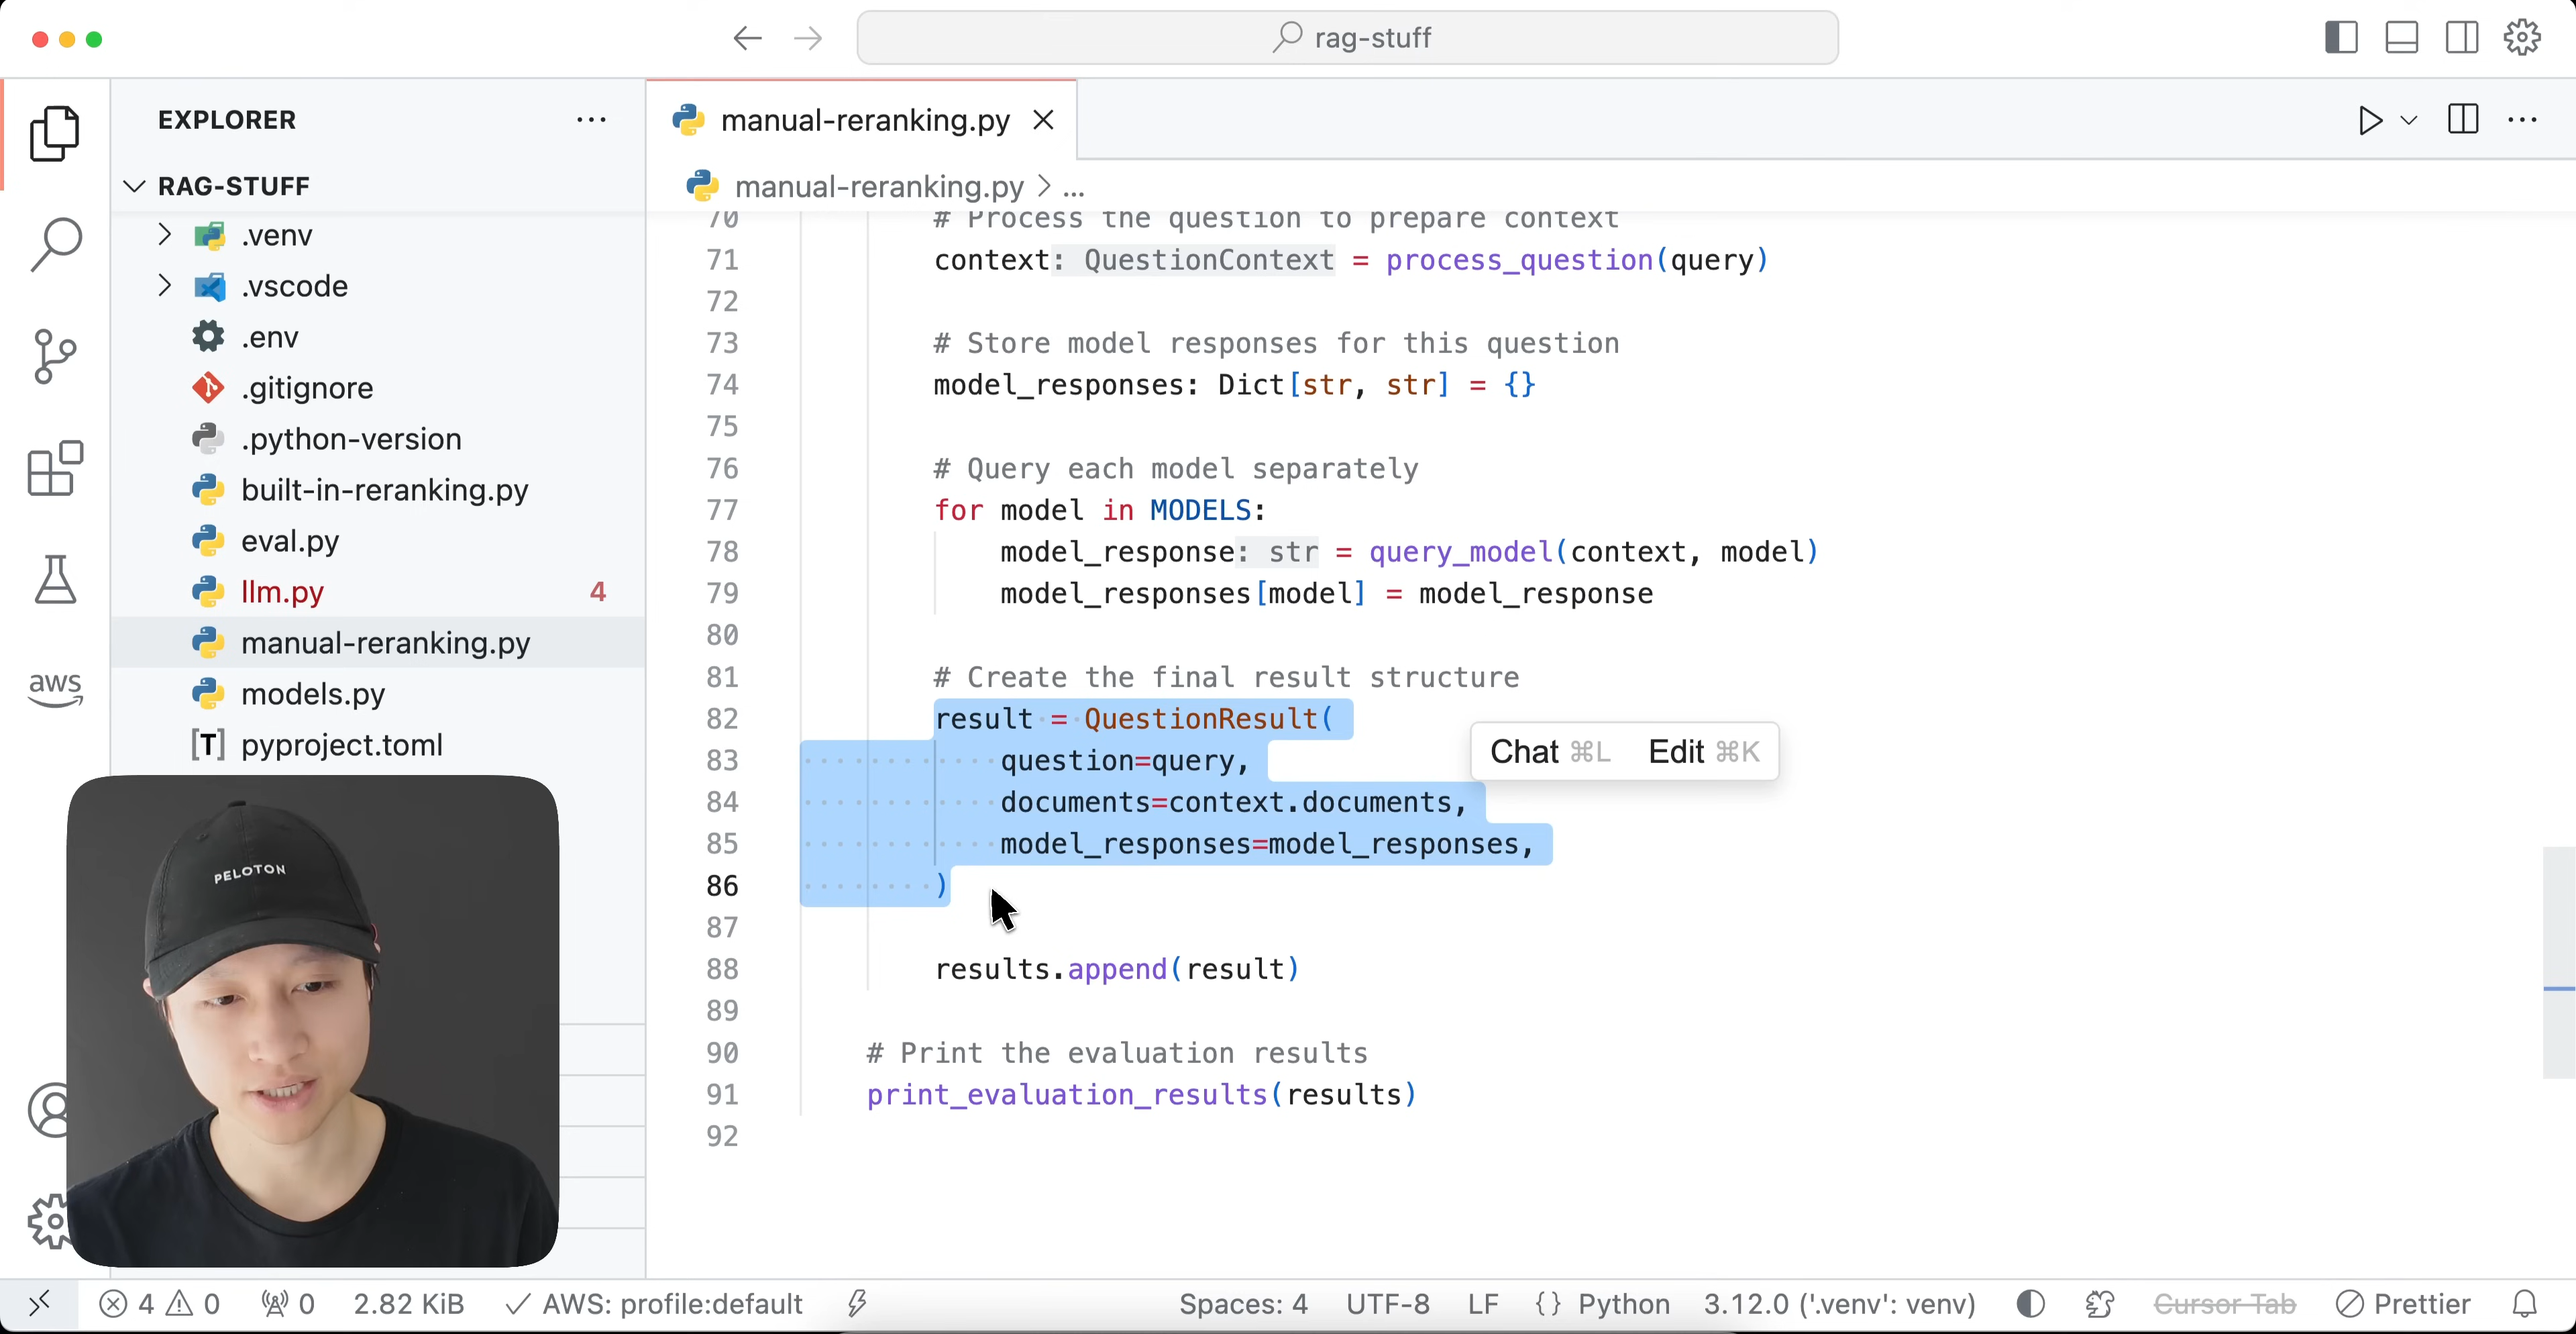 rag-stuff
EXPLORER
RAG-STUFF
.venv
.vscode
.env
.gitignore
.python-version
built-in-reranking.py
eval.py
llm.py 4
manual-reranking.py
models.py
[T] pyproject.toml
aws
PELOTON
manual-reranking.py
manual-reranking.py > ...
70 # Process the question to prepare context
71 context: QuestionContext = process_question(query)
72
73 # Store model responses for this question
74 model_responses: Dict[str, str] = {}
75
76 # Query each model separately
77 for model in MODELS:
78 model_response: str = query_model(context, model)
79 model_responses[model] = model_response
80
81 # Create the final result structure
82 result = QuestionResult(
83 question=query,
84 documents=context.documents,
85 model_responses=model_responses,
86 )
87
88 results.append(result)
89
90 # Print the evaluation results
91 print_evaluation_results(results)
92
Chat ⌘L Edit ⌘K
4 0 0 2.82 KiB AWS: profile:default Spaces: 4 UTF-8 LF {} Python 3.12.0 ('.venv': venv) Cursor Tab Prettier